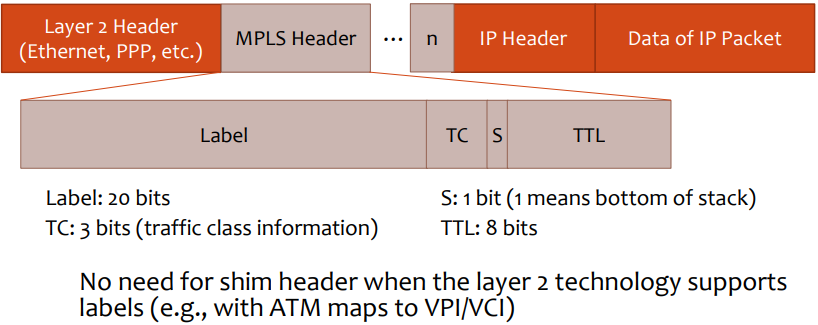 Layer 2 Header
(Ethernet, PPP, etc.)
MPLS Header
...
n
IP Header
Data of IP Packet
Label
TC
S
TTL
Label: 20 bits
S: 1 bit (1 means bottom of stack)
TC: 3 bits (traffic class information)
TTL: 8 bits
No need for shim header when the layer 2 technology supports
labels (e.g., with ATM maps to VPI/VCI)